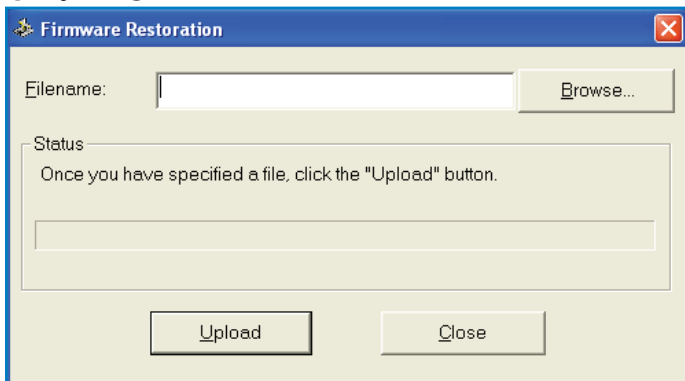 Firmware Restoration
Filename:
Browse...
Status
Once you have specified a file, click the "Upload" button.
Upload
Close